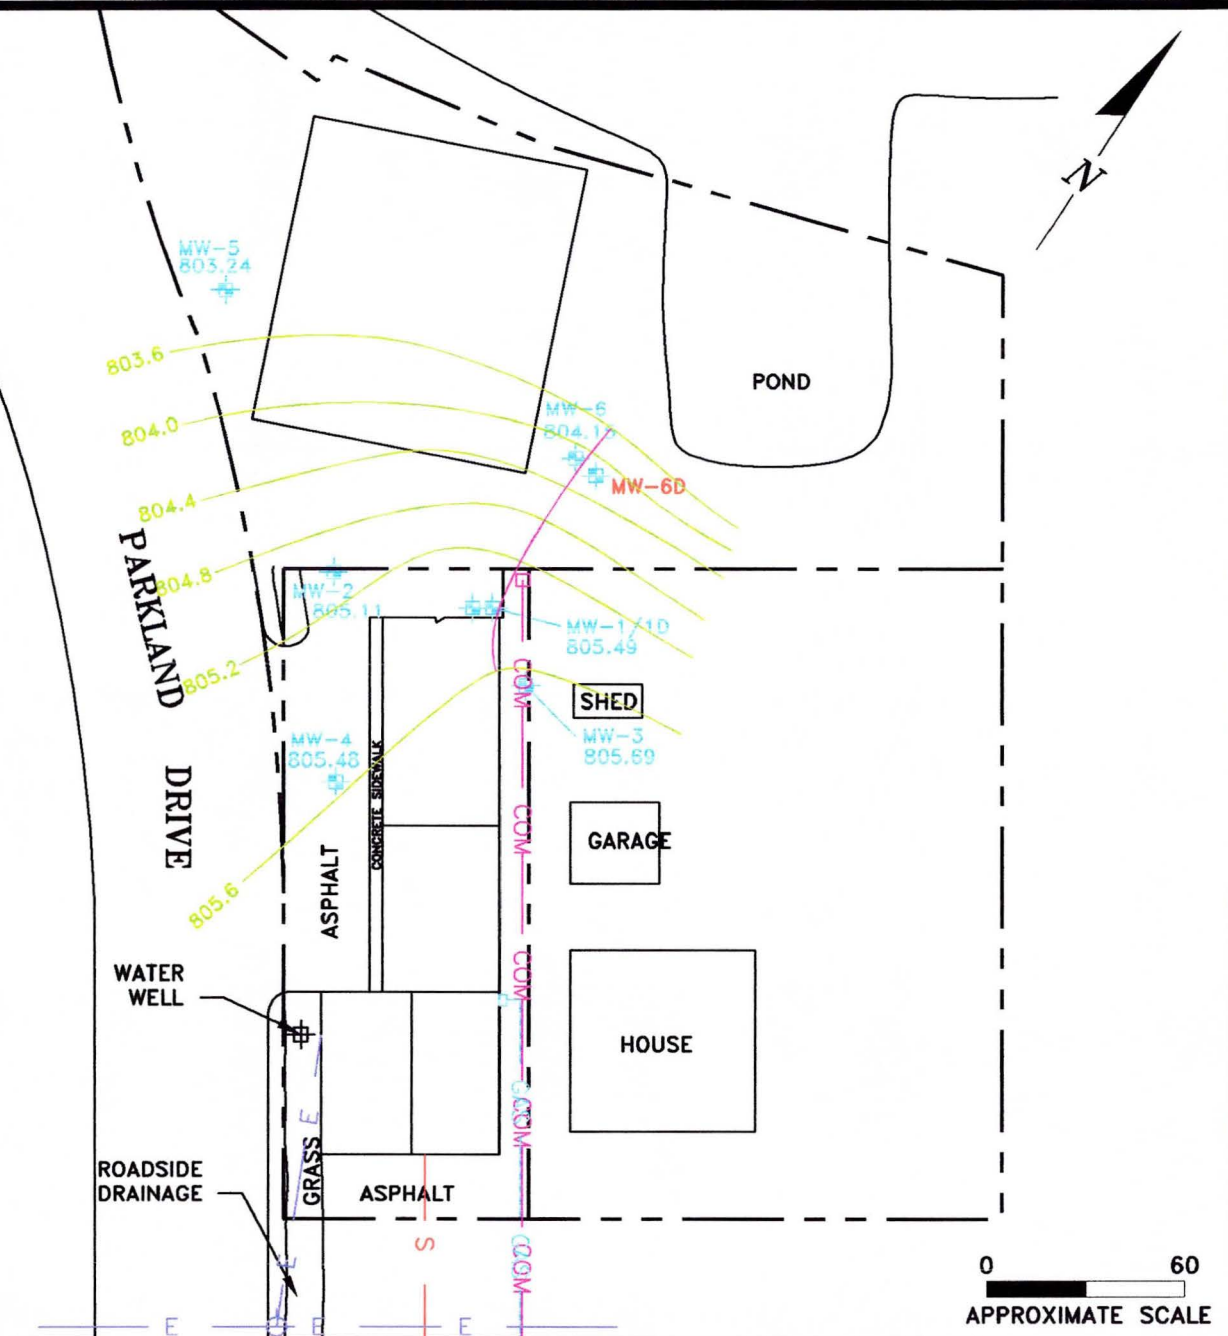 N
MW-5
803.24
803.6
POND
MW-6
804.15
804.0
MW-6D
804.4
PARKLAND DRIVE
804.8
MW-2
805.11
MW-1/1D
805.49
COM
805.2
SHED
MW-4
805.48
MW-3
805.69
CONCRETE SIDEWALK
COM
GARAGE
ASPHALT
805.6
COM
WATER
WELL
HOUSE
COM
E
GRASS
ROADSIDE
DRAINAGE
ASPHALT
S
E
COM
0 60
APPROXIMATE SCALE
E E E